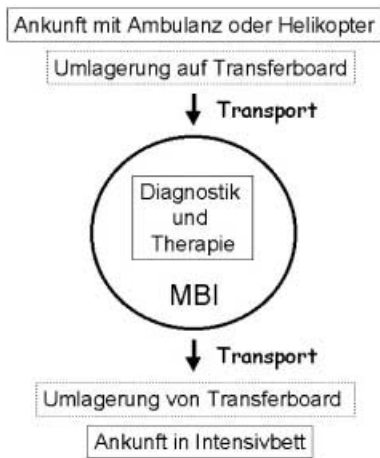 Ankunft mit Ambulanz oder Helikopter
Umlagerung auf Transferboard
Transport
Diagnostik
und
Therapie
MBI
Transport
Umlagerung von Transferboard
Ankunft in Intensivbett